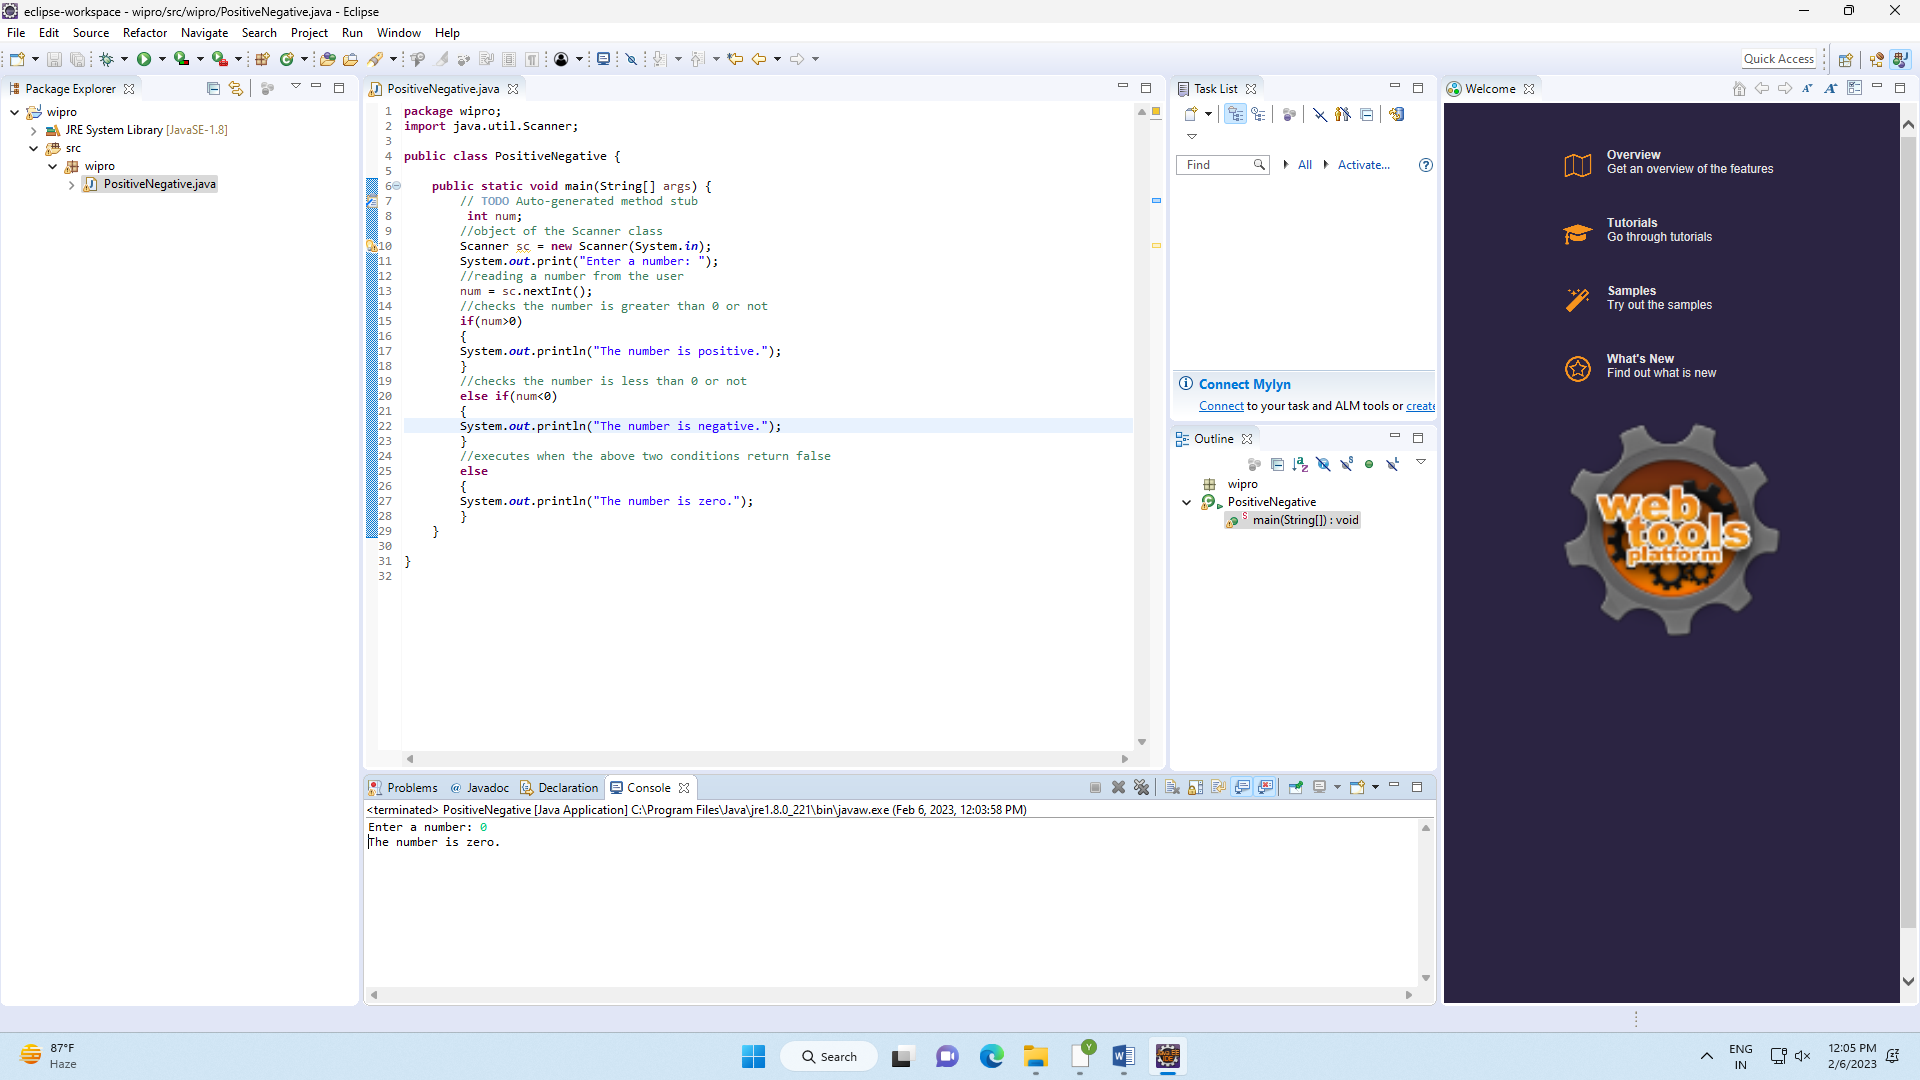 eclipse-workspace - wipro/src/wipro/PositiveNegative.java - Eclipse
File Edit Source Refactor Navigate Search Project Run Window Help
Quick Access
Package Explorer
wipro
JRE System Library [JavaSE-1.8]
src
wipro
PositiveNegative.java
PositiveNegative.java
1 package wipro;
2 import java.util.Scanner;
3
4 public class PositiveNegative {
5
6 public static void main(String[] args) {
7 // TODO Auto-generated method stub
8 int num;
9 //object of the Scanner class
10 Scanner sc = new Scanner(System.in);
11 System.out.print("Enter a number: ");
12 //reading a number from the user
13 num = sc.nextInt();
14 //checks the number is greater than 0 or not
15 if(num>0)
16 {
17 System.out.println("The number is positive.");
18 }
19 //checks the number is less than 0 or not
20 else if(num<0)
21 {
22 System.out.println("The number is negative.");
23 }
24 //executes when the above two conditions return false
25 else
26 {
27 System.out.println("The number is zero.");
28 }
29 }
30
31 }
32
Task List
Find
All
Activate...
Connect Mylyn
Connect to your task and ALM tools or create
Outline
wipro
PositiveNegative
main(String[]) : void
Welcome
Overview
Get an overview of the features
Tutorials
Go through tutorials
Samples
Try out the samples
What's New
Find out what is new
web
tools
platform
Problems @ Javadoc Declaration Console
<terminated> PositiveNegative [Java Application] C:\Program Files\Java\jre1.8.0_221\bin\javaw.exe (Feb 6, 2023, 12:03:58 PM)
Enter a number: 0
The number is zero.
87°F
Haze
Search
ENG
IN
12:05 PM
2/6/2023